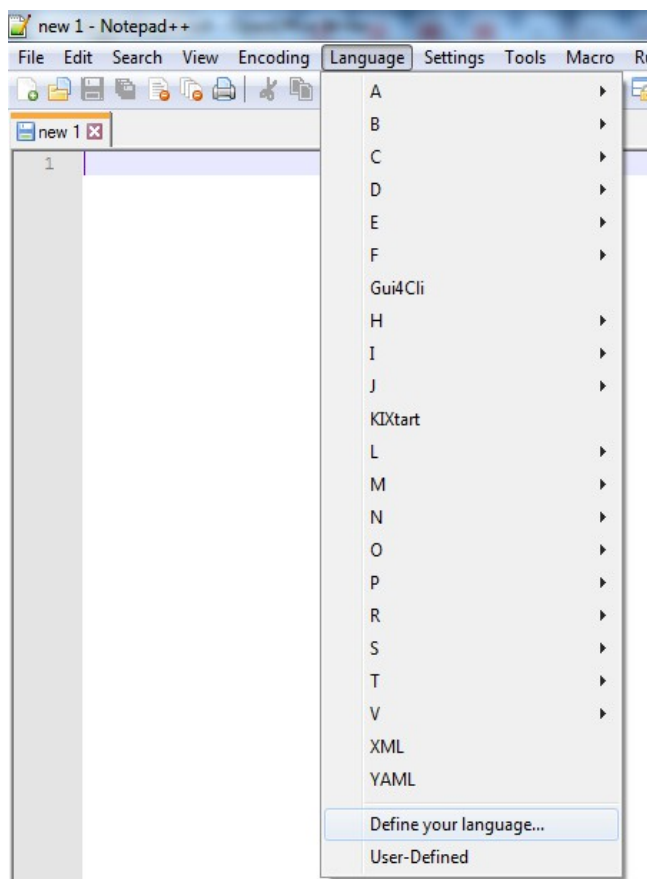 new 1 - Notepad++
File Edit Search View Encoding Language Settings Tools Macro
new 1
1
A
B
C
D
E
F
Gui4Cli
H
I
J
KIXtart
L
M
N
O
P
R
S
T
V
XML
YAML
Define your language...
User-Defined